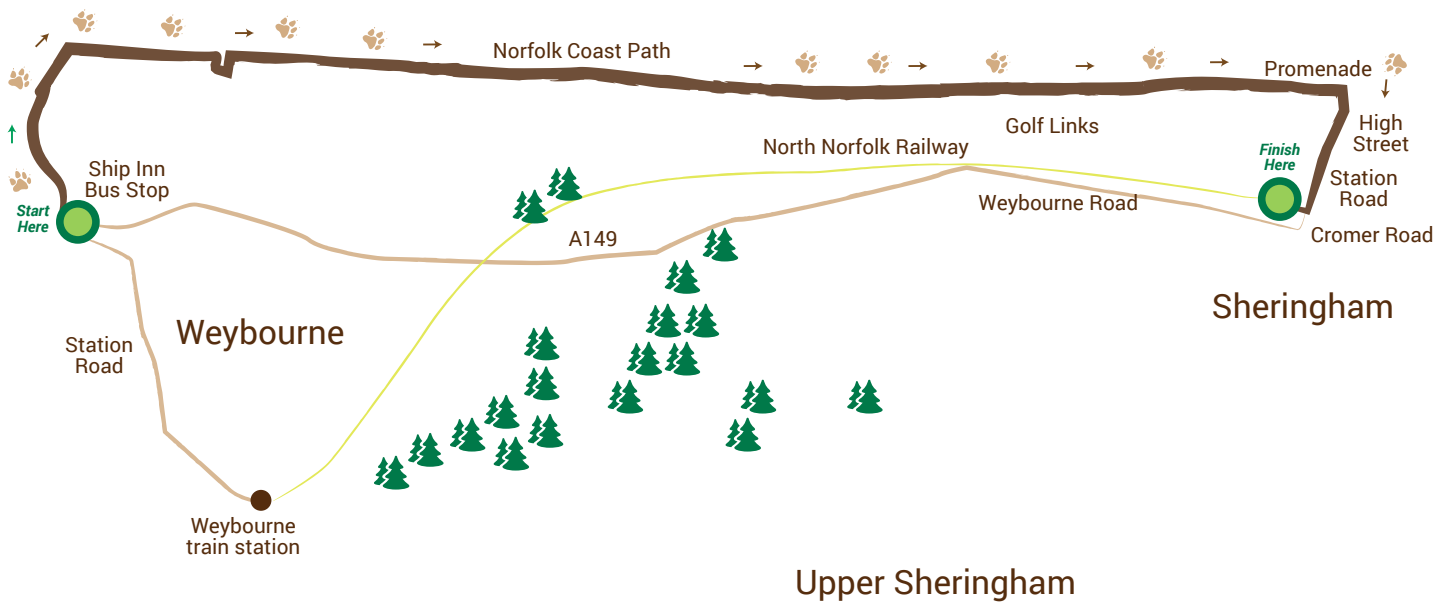 Norfolk Coast Path
Promenade
High
Street
Golf Links
North Norfolk Railway
Finish
Here
Ship Inn
Bus Stop
Station
Road
Start
Here
Weybourne Road
A149
Cromer Road
Sheringham
Weybourne
Station
Road
Weybourne
train station
Upper Sheringham